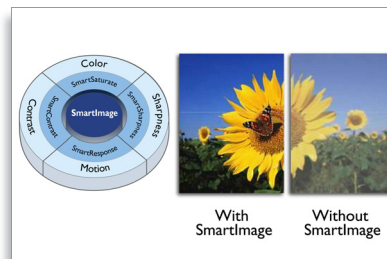 Color
SmartSaturate
Contrast
SmartContrast
SmartImage
SmartSharpness
Sharpness
SmartResponse
Motion
With
SmartImage
Without
SmartImage